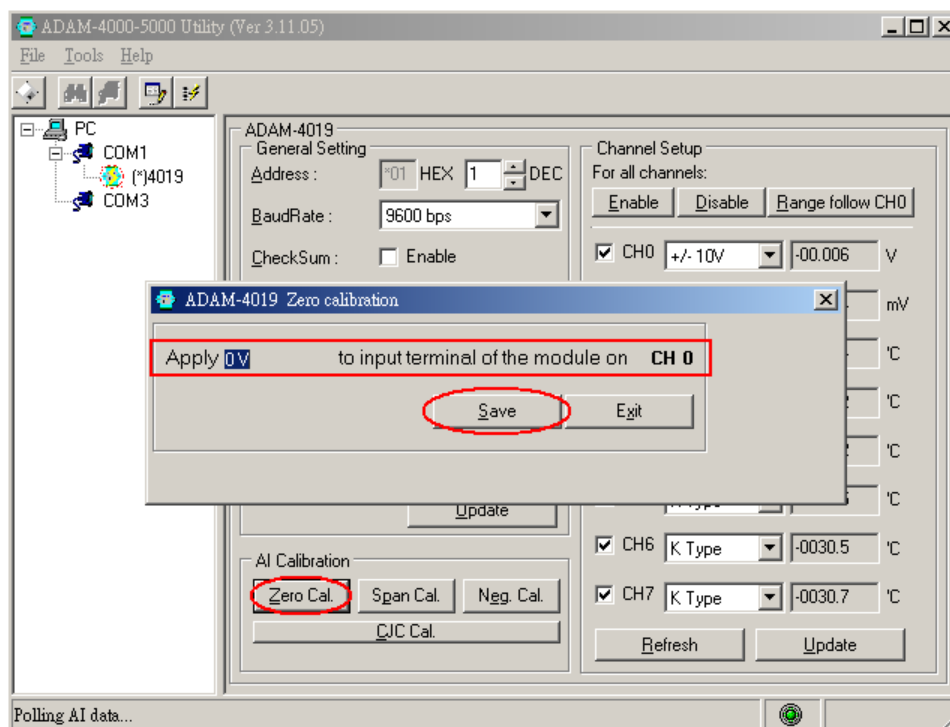 ADAM-4000-5000 Utility (Ver 3.11.05)
File Tools Help
PC
COM1
(*)4019
COM3
ADAM-4019
General Setting
Address : *01 HEX 1 DEC
BaudRate : 9600 bps
CheckSum : Enable
Channel Setup
For all channels:
Enable Disable Range follow CH0
CH0 +/- 10V -00.006 V
mV
'C
'C
'C
'C
ADAM-4019 Zero calibration
Apply 0V to input terminal of the module on CH 0
Save Exit
Update
AI Calibration
Zero Cal. Span Cal. Neg. Cal.
CJC Cal.
CH6 K Type -0030.5 'C
CH7 K Type -0030.7 'C
Refresh Update
Polling AI data...